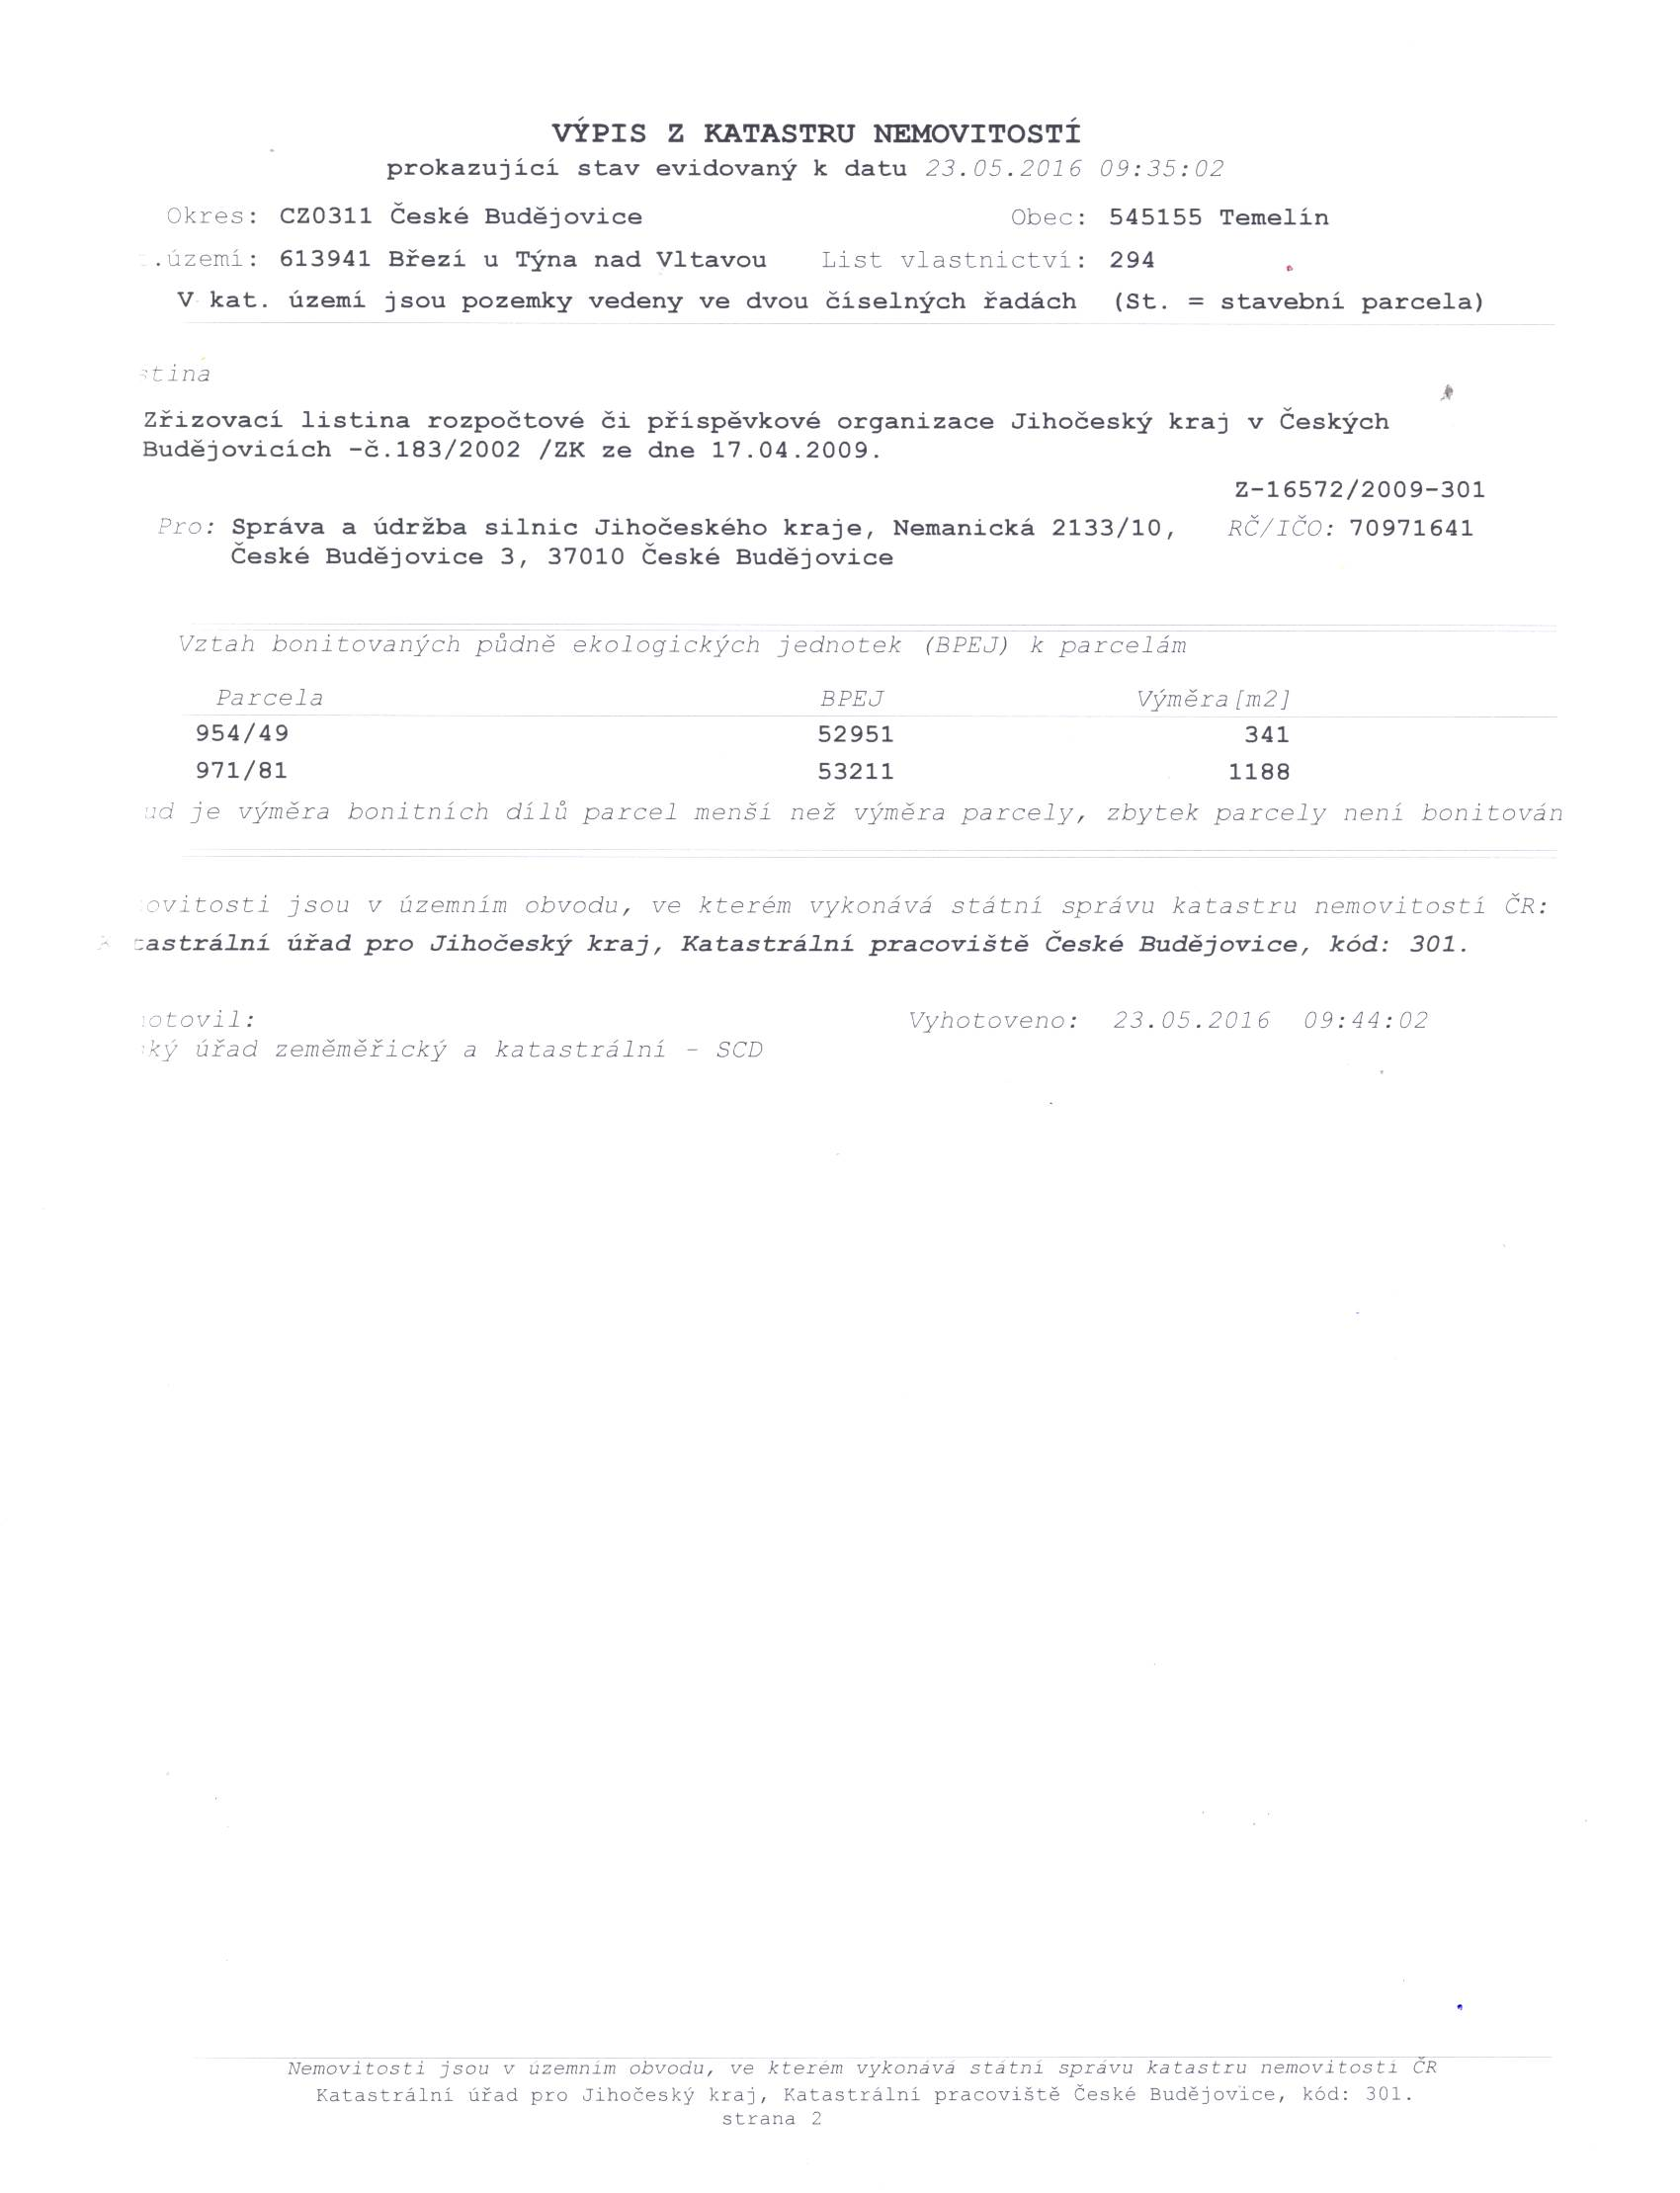 VÝPIS Z KATASTRU NEMOVITOSTÍ
prokazující stav evidovaný k datu 23.05.2016 09:35:02
Okres: CZ0311 České Budějovice Obec: 545155 Temelín
.území: 613941 Březí u Týna nad Vltavou List vlastnictví: 294
V kat. území jsou pozemky vedeny ve dvou číselných řadách (St. = stavební parcela)
tina
Zřizovací listina rozpočtové či příspěvkové organizace Jihočeský kraj v Českých
Budějovicích -č.183/2002 /ZK ze dne 17.04.2009.
Z-16572/2009-301
Pro: Správa a údržba silnic Jihočeského kraje, Nemanická 2133/10, RČ/IČO: 70971641
České Budějovice 3, 37010 České Budějovice
Vztah bonitovaných půdně ekologických jednotek (BPEJ) k parcelám
Parcela BPEJ Výměra[m2]
954/49 52951 341
971/81 53211 1188
ud je výměra bonitních dílů parcel menší než výměra parcely, zbytek parcely není bonitován
ovitosti jsou v územním obvodu, ve kterém vykonává státní správu katastru nemovitostí ČR:
tastrální úřad pro Jihočeský kraj, Katastrální pracoviště České Budějovice, kód: 301.
otovil: Vyhotoveno: 23.05.2016 09:44:02
ký úřad zeměměřický a katastrální - SCD
Nemovitosti jsou v územním obvodu, ve kterém vykonává státní správu katastru nemovitostí ČR
Katastrální úřad pro Jihočeský kraj, Katastrální pracoviště České Budějovice, kód: 301.
strana 2